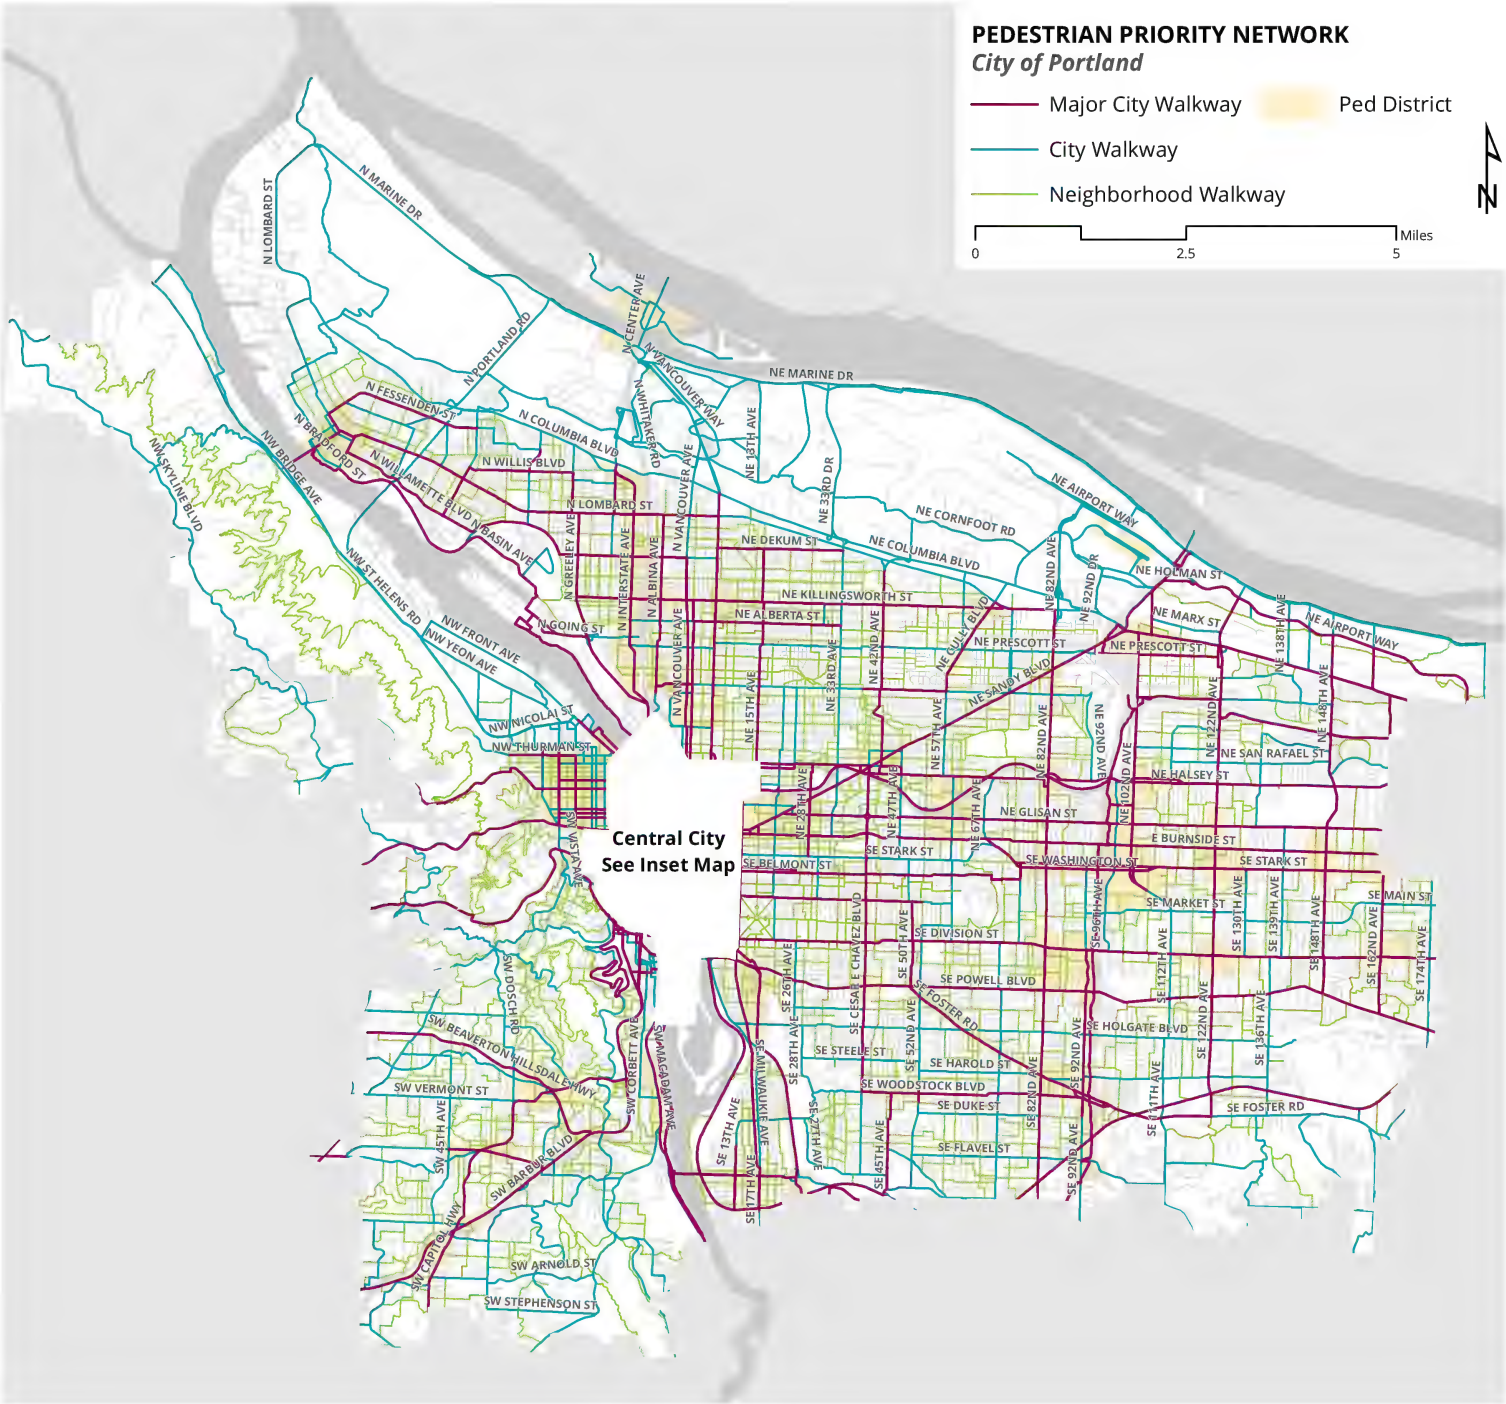 PEDESTRIAN PRIORITY NETWORK
City of Portland
Major City Walkway
Ped District
City Walkway
Neighborhood Walkway
N
Miles
0
2.5
5
N LOMBARD ST
N MARINE DR
N CENTER AVE
N PORTLAND RD
N VANCOUVER WAY
NE MARINE DR
N FESSENDEN ST
N COLUMBIA BLVD
N WHITAKER RD
NE 13TH AVE
NE 33RD DR
N BRADFORD ST
NW BRIDGE AVE
NW SKYLINE BLVD
N WILLAMETTE BLVD
N WILLIS BLVD
N VANCOUVER AVE
NE AIRPORT WAY
N LOMBARD ST
N BASIN AVE
NE CORNFOOT RD
NE COLUMBIA BLVD
NE DEKUM ST
N GREELEY AVE
N INTERSTATE AVE
N ALBINA AVE
NE 82ND AVE
NE 92ND DR
NE HOLMAN ST
NW ST HELENS RD
NE KILLINGSWORTH ST
NE ALBERTA ST
NE MARX ST
NE 138TH AVE
NE AIRPORT WAY
N GOING ST
NW FRONT AVE
NW YEON AVE
N VANCOUVER AVE
NE 33RD AVE
NE 42ND AVE
NE CULLY BLVD
NE PRESCOTT ST
NE PRESCOTT ST
NE SANDY BLVD
NE 15TH AVE
NE 57TH AVE
NE 82ND AVE
NE 92ND AVE
NE 122ND AVE
NE 148TH AVE
NW NICOLAI ST
NW THURMAN ST
NE SAN RAFAEL ST
NE HALSEY ST
NE 102ND AVE
NE 28TH AVE
NE 47TH AVE
NE 67TH AVE
NE GLISAN ST
E BURNSIDE ST
Central City
See Inset Map
SW VISTA AVE
SE BELMONT ST
SE STARK ST
SE WASHINGTON ST
SE STARK ST
SE MAIN ST
SE MARKET ST
SE 96TH AVE
SE 130TH AVE
SE 139TH AVE
SE 148TH AVE
SE 162ND AVE
SE 174TH AVE
SE CESAR E CHAVEZ BLVD
SE 50TH AVE
SE DIVISION ST
SE 112TH AVE
SE 26TH AVE
SE POWELL BLVD
SE FOSTER RD
SW DOSCH RD
SW BEAVERTON HILLSDALE HWY
SW CORBETT AVE
SW MACADAM AVE
SE 28TH AVE
SE 52ND AVE
SE HOLGATE BLVD
SE 122ND AVE
SE 136TH AVE
SE MILWAUKIE AVE
SE STEELE ST
SE HAROLD ST
SE 92ND AVE
SW VERMONT ST
SE WOODSTOCK BLVD
SE 82ND AVE
SE 111TH AVE
SE DUKE ST
SE FOSTER RD
SE 13TH AVE
SE 27TH AVE
SW 45TH AVE
SE FLAVEL ST
SE 45TH AVE
SE 92ND AVE
SW BARBUR BLVD
SE 17TH AVE
SW CAPITOL HWY
SW ARNOLD ST
SW STEPHENSON ST